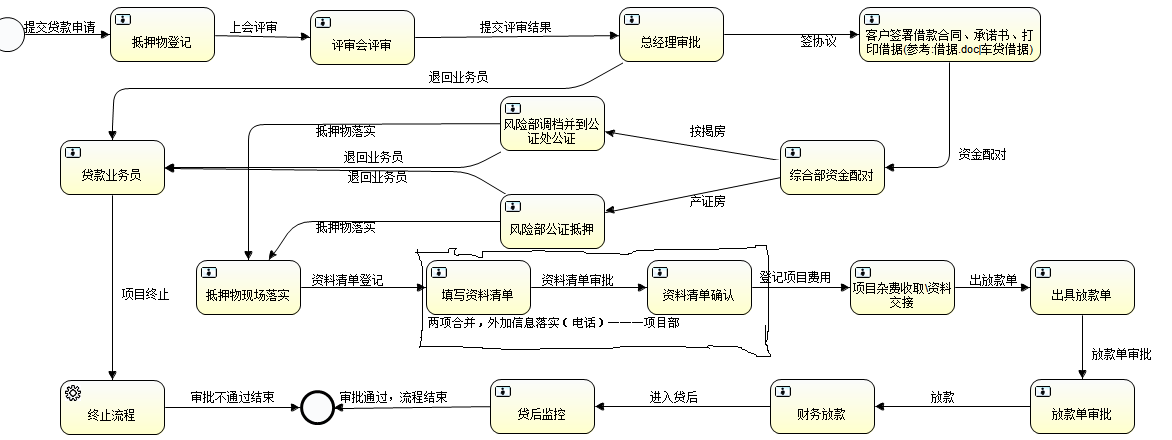 提交贷款申请
抵押物登记
上会评审
评审会评审
提交评审结果
总经理审批
签协议
客户签署借款合同、承诺书、打
印借据(参考:借据.doc|车贷借据)
退回业务员
资金配对
贷款业务员
抵押物落实
风险部调档并到公
证处公证
按揭房
综合部资金配对
退回业务员
退回业务员
产证房
风险部公证抵押
抵押物落实
项目终止
抵押物现场落实
资料清单登记
填写资料清单
资料清单审批
资料清单确认
登记项目费用
项目杂费收取\资料
交接
出放款单
出具放款单
两项合并，外加信息落实（电话）————项目部
放款单审批
终止流程
审批不通过结束
审批通过，流程结束
贷后监控
进入贷后
财务放款
放款
放款单审批